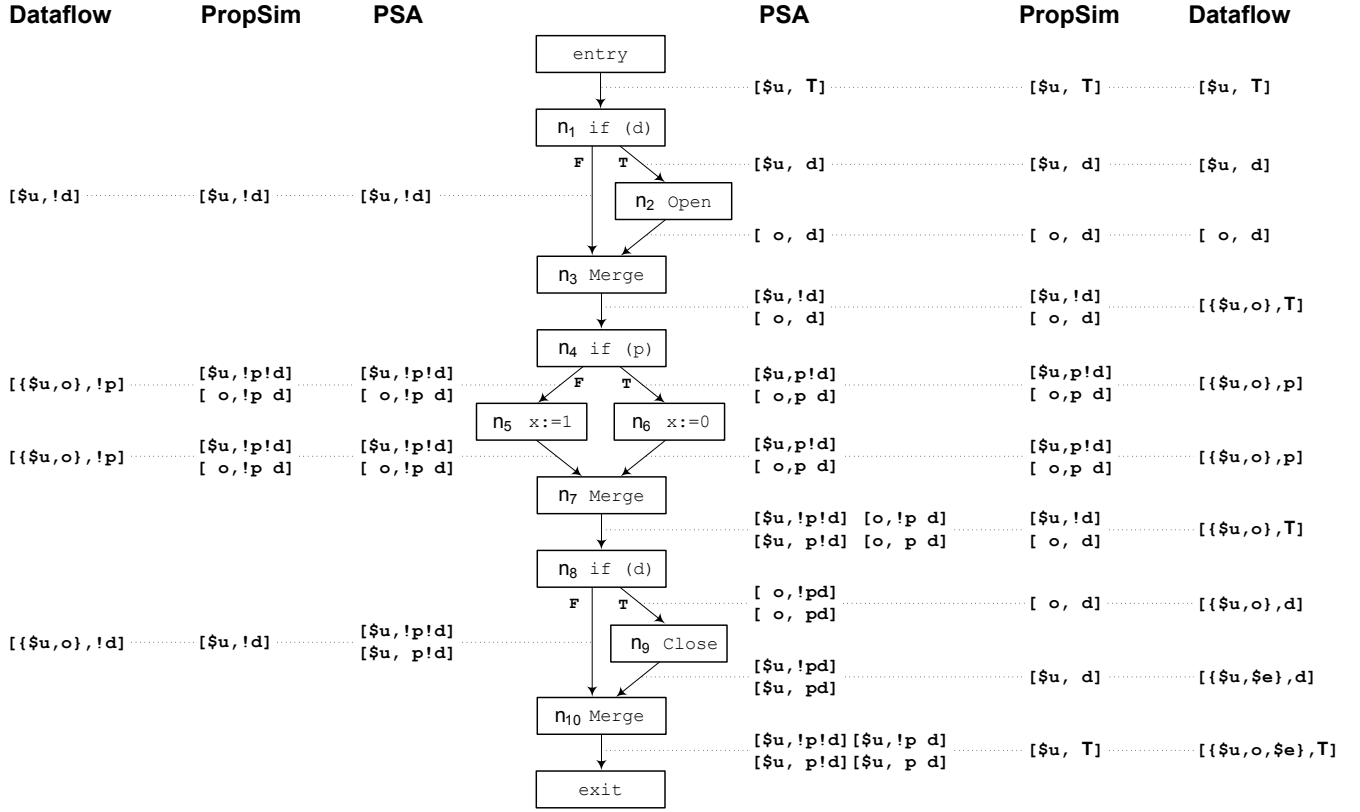 Dataflow PropSim PSA PSA PropSim Dataflow
entry
[$u, T] [$u, T] [$u, T]
n1 if (d)
F T [$u, d] [$u, d] [$u, d]
[$u,!d] [$u,!d] [$u,!d] n2 Open
[ o, d] [ o, d] [ o, d]
n3 Merge
[$u,!d] [$u,!d]
[{$u,o},T]
[ o, d] [ o, d]
n4 if (p)
[$u,!p!d] [$u,!p!d] [$u,p!d] [$u,p!d]
[{$u,o},!p] F T [{$u,o},p]
[ o,!p d] [ o,!p d] [ o,p d] [ o,p d]
n5 x:=1 n6 x:=0
[$u,!p!d] [$u,!p!d] [$u,p!d] [$u,p!d]
[{$u,o},!p] [{$u,o},p]
[ o,!p d] [ o,!p d] [ o,p d] [ o,p d]
n7 Merge
[$u,!p!d] [o,!p d] [$u,!d]
[{$u,o},T]
[$u, p!d] [o, p d] [ o, d]
n8 if (d)
[ o,!pd]
F T [ o, d] [{$u,o},d]
[ o, pd]
[$u,!p!d]
[{$u,o},!d] [$u,!d] n9 Close
[$u, p!d]
[$u,!pd]
[$u, d] [{$u,$e},d]
[$u, pd]
n10 Merge
[$u,!p!d][$u,!p d]
[$u, T] [{$u,o,$e},T]
[$u, p!d][$u, p d]
exit